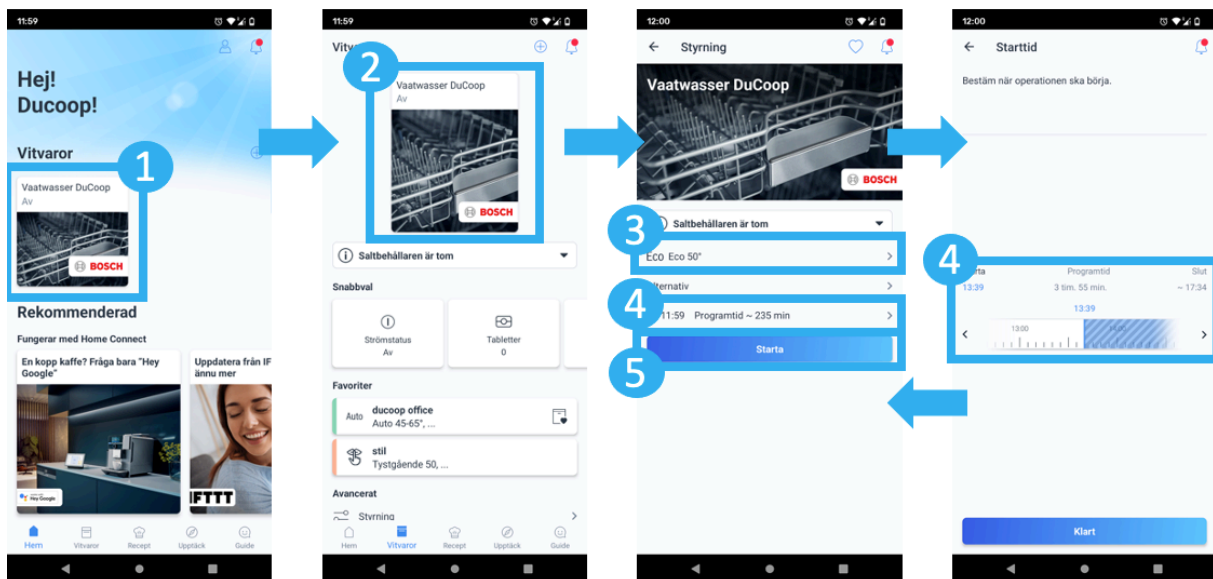 11:59
Hej!
Ducoop!
Vitvaror
1
Vaatwasser DuCoop
Av
BOSCH
Rekommenderad
Fungerar med Home Connect
En kopp kaffe? Fråga bara "Hey
Google"
Hey Google
Uppdatera från IF
ännu mer
IFTTT
Hem
Vitvaror
Recept
Upptäck
Guide
11:59
2
Vaatwasser DuCoop
Av
BOSCH
Saltbehållaren är tom
Snabbval
Strömstatus
Av
Tabletter
0
Favoriter
Auto
ducoop office
Auto 45-65°, ...
stil
Tystgående 50, ...
Avancerat
Styrning
Hem
Vitvaror
Recept
Upptäck
Guide
12:00
Styrning
Vaatwasser DuCoop
BOSCH
Saltbehållaren är tom
3
Eco Eco 50°
4
11:59 Programtid ~ 235 min
Starta
5
12:00
Starttid
Bestäm när operationen ska börja.
4
Programtid
Slut
13:39
3 tim. 55 min.
~ 17:34
13:39
13:00
14:00
Klart